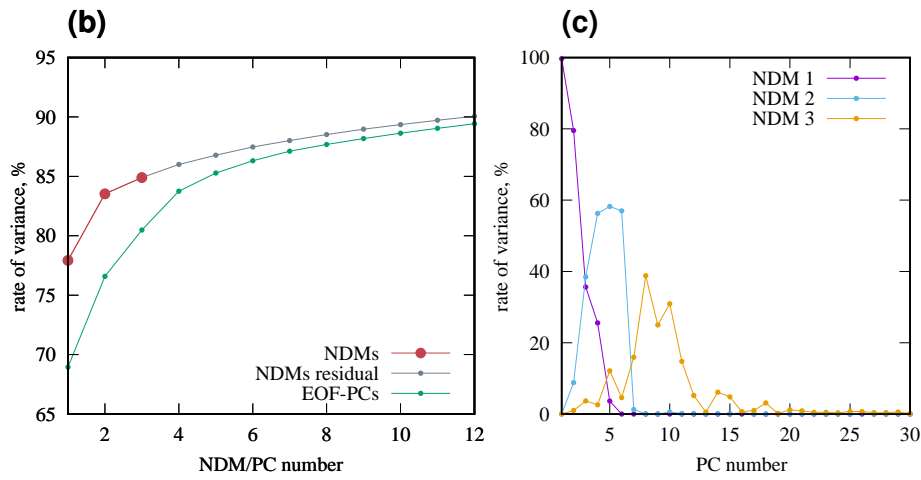 (b)
95
90
85
80
75
70
65
rate of variance, %
2 4 6 8 10 12
NDM/PC number
NDMs
NDMs residual
EOF-PCs
(c)
100
80
60
40
20
0
rate of variance, %
5 10 15 20 25 30
PC number
NDM 1
NDM 2
NDM 3